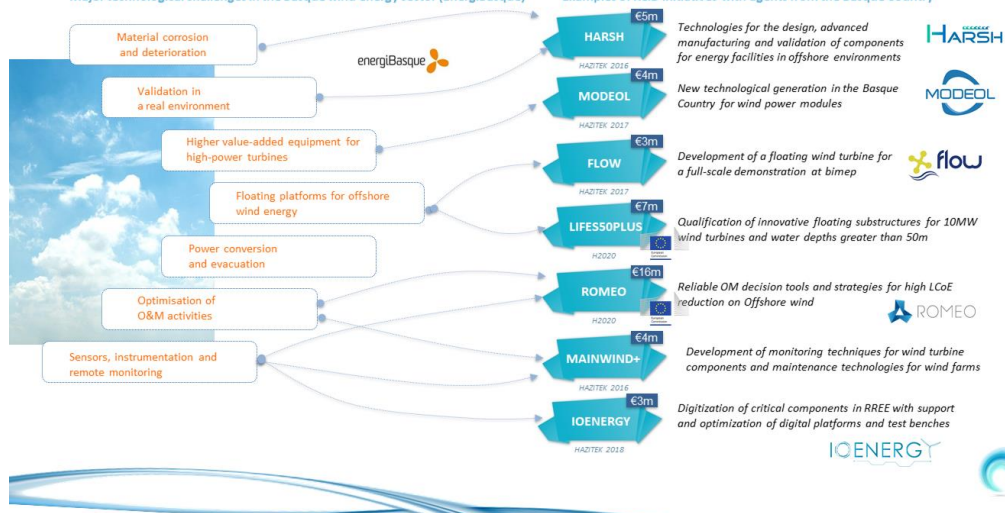 Material corrosion
and deterioration
Validation in
a real environment
Higher value-added equipment for
high-power turbines
Floating platforms for offshore
wind energy
Power conversion
and evacuation
Optimisation of
O&M activities
Sensors, instrumentation and
remote monitoring
energiBasque
€5m
HARSH
HAZITEK 2016
Technologies for the design, advanced
manufacturing and validation of components
for energy facilities in offshore environments
HARSH
€4m
MODEOL
HAZITEK 2017
New technological generation in the Basque
Country for wind power modules
MODEOL
€3m
FLOW
HAZITEK 2017
Development of a floating wind turbine for
a full-scale demonstration at bimep
flow
€7m
LIFES50PLUS
H2020
Qualification of innovative floating substructures for 10MW
wind turbines and water depths greater than 50m
€16m
ROMEO
H2020
Reliable OM decision tools and strategies for high LCoE
reduction on Offshore wind
ROMEO
€4m
MAINWIND+
HAZITEK 2016
Development of monitoring techniques for wind turbine
components and maintenance technologies for wind farms
€3m
IOENERGY
HAZITEK 2018
Digitization of critical components in RREE with support
and optimization of digital platforms and test benches
IOENERGY